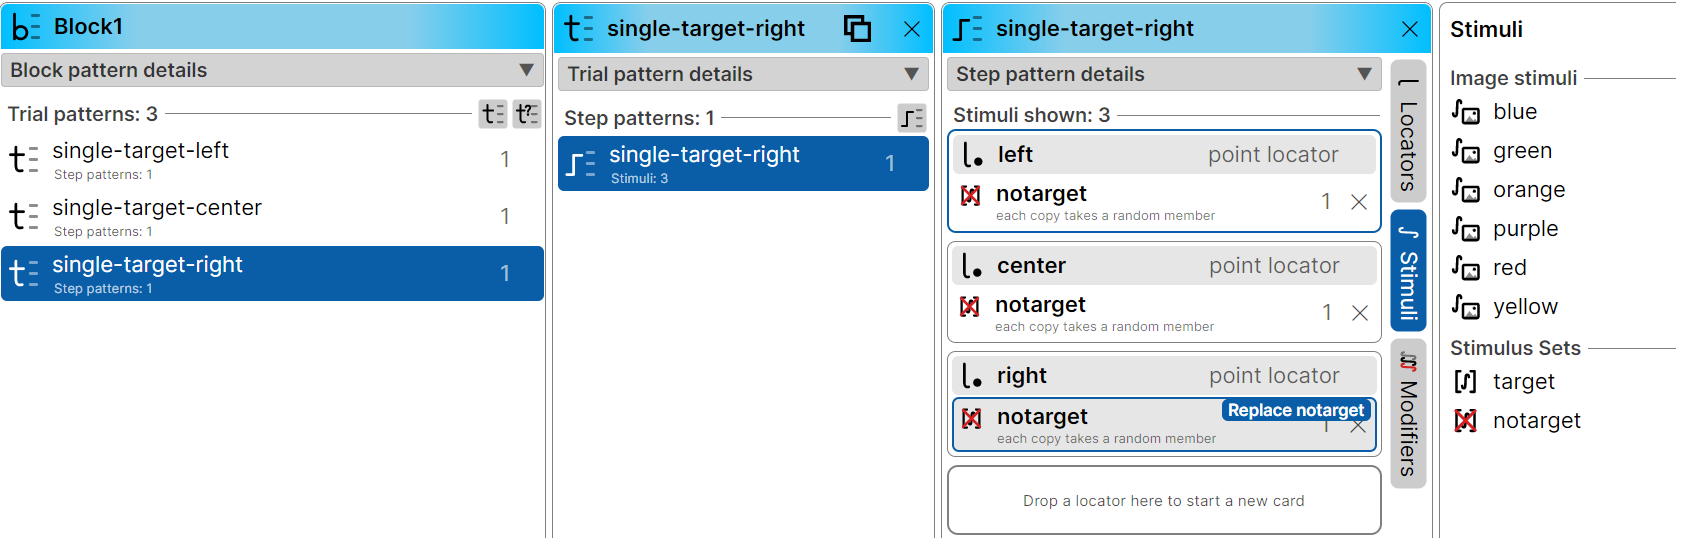 Block1
Block pattern details
Trial patterns: 3
single-target-left
Step patterns: 1
1
single-target-center
Step patterns: 1
1
single-target-right
Step patterns: 1
1
single-target-right
Trial pattern details
Step patterns: 1
single-target-right
Stimuli: 3
1
single-target-right
Step pattern details
Stimuli shown: 3
left point locator
notarget
each copy takes a random member
1
center point locator
notarget
each copy takes a random member
1
right point locator
notarget
Replace notarget
each copy takes a random member
1
Drop a locator here to start a new card
Locators
Stimuli
Modifiers
Stimuli
Image stimuli
blue
green
orange
purple
red
yellow
Stimulus Sets
target
notarget